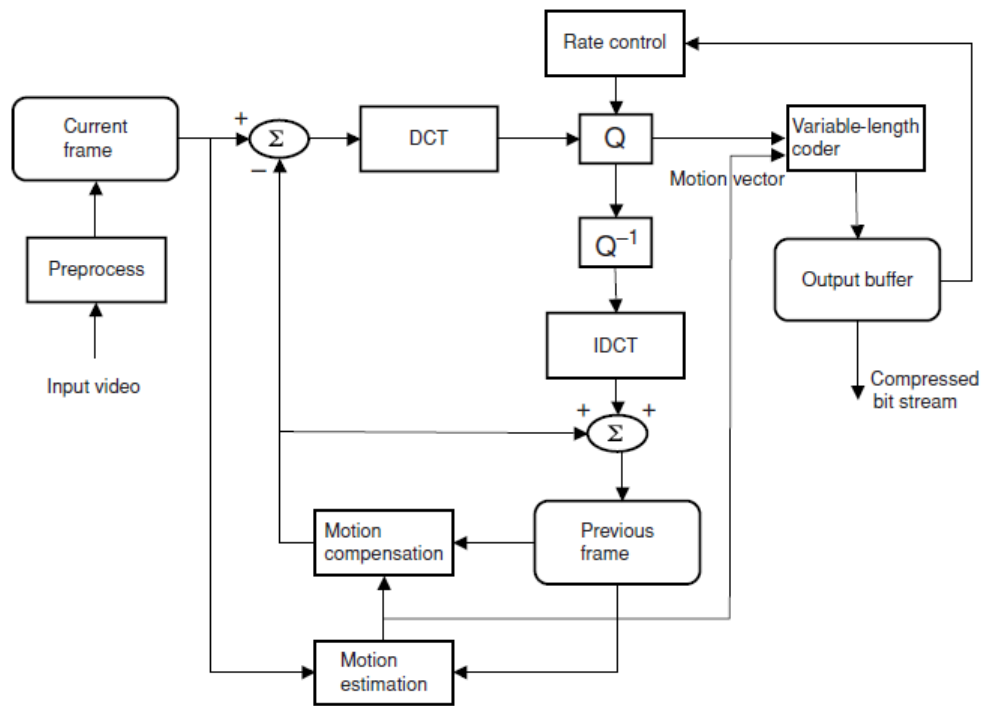 Rate control
Current
frame
+
Σ
−
DCT
Q
Variable-length
coder
Motion vector
Preprocess
Q−1
Output buffer
Input video
IDCT
Compressed
bit stream
+ +
Σ
Motion
compensation
Previous
frame
Motion
estimation